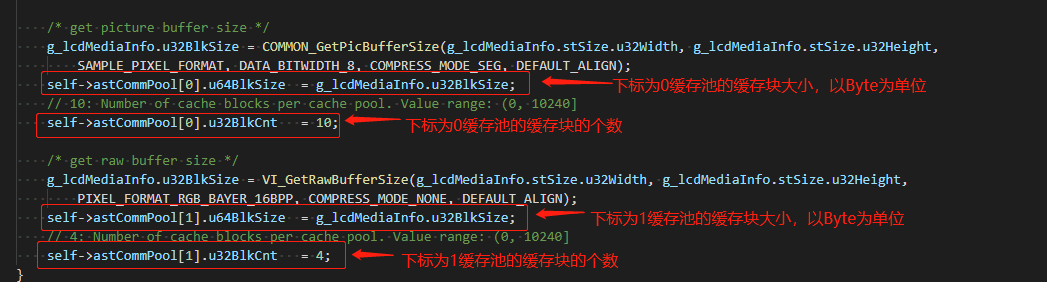 /* get picture buffer size */
g_lcdMediaInfo.u32BlkSize = COMMON_GetPicBufferSize(g_lcdMediaInfo.stSize.u32Width, g_lcdMediaInfo.stSize.u32Height,
SAMPLE_PIXEL_FORMAT, DATA_BITWIDTH_8, COMPRESS_MODE_SEG, DEFAULT_ALIGN);
self->astCommPool[0].u64BlkSize = g_lcdMediaInfo.u32BlkSize; 下标为0缓存池的缓存块大小，以Byte为单位
// 10: Number of cache blocks per cache pool. Value range: (0, 10240]
self->astCommPool[0].u32BlkCnt = 10; 下标为0缓存池的缓存块的个数
/* get raw buffer size */
g_lcdMediaInfo.u32BlkSize = VI_GetRawBufferSize(g_lcdMediaInfo.stSize.u32Width, g_lcdMediaInfo.stSize.u32Height,
PIXEL_FORMAT_RGB_BAYER_16BPP, COMPRESS_MODE_NONE, DEFAULT_ALIGN);
self->astCommPool[1].u64BlkSize = g_lcdMediaInfo.u32BlkSize; 下标为1缓存池的缓存块大小，以Byte为单位
// 4: Number of cache blocks per cache pool. Value range: (0, 10240]
self->astCommPool[1].u32BlkCnt = 4; 下标为1缓存池的缓存块的个数
}